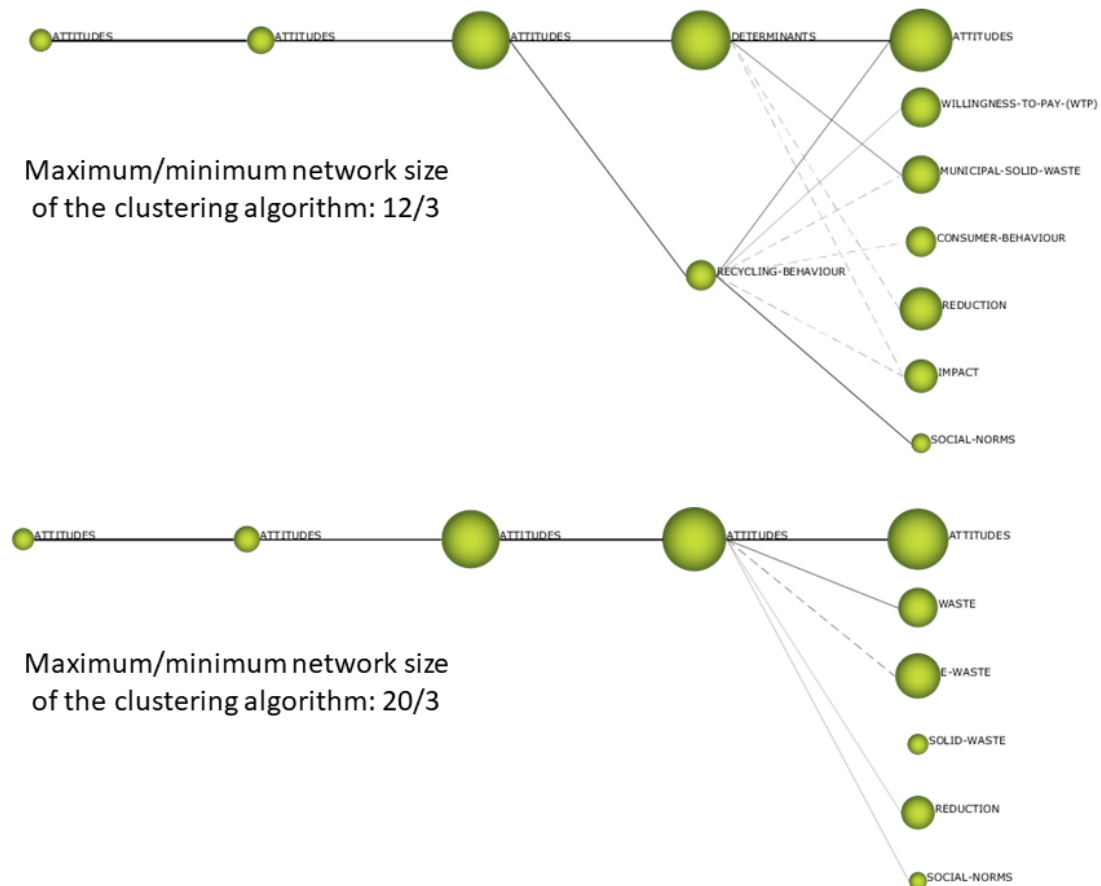 ATTITUDES ATTITUDES ATTITUDES DETERMINANTS ATTITUDES
WILLINGNESS-TO-PAY-(WTP)
Maximum/minimum network size
of the clustering algorithm: 12/3
MUNICIPAL-SOLID-WASTE
CONSUMER-BEHAVIOUR
RECYCLING-BEHAVIOUR
REDUCTION
IMPACT
SOCIAL-NORMS
ATTITUDES ATTITUDES ATTITUDES ATTITUDES ATTITUDES
WASTE
Maximum/minimum network size
of the clustering algorithm: 20/3
E-WASTE
SOLID-WASTE
REDUCTION
SOCIAL-NORMS